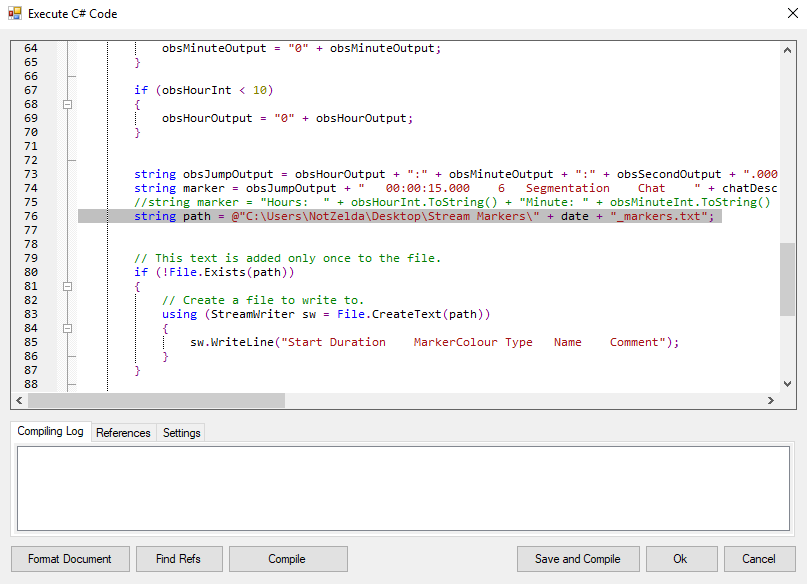 Execute C# Code
64 obsMinuteOutput = "0" + obsMinuteOutput;
65 }
66
67 if (obsHourInt < 10)
68 {
69 obsHourOutput = "0" + obsHourOutput;
70 }
71
72
73 string obsJumpOutput = obsHourOutput + ":" + obsMinuteOutput + ":" + obsSecondOutput + ".000
74 string marker = obsJumpOutput + "   00:00:15.000    6   Segmentation    Chat    " + chatDesc
75 //string marker = "Hours:  " + obsHourInt.ToString() + "Minute: " + obsMinuteInt.ToString()
76 string path = @"C:\Users\NotZelda\Desktop\Stream Markers\" + date + "_markers.txt";
77
78
79 // This text is added only once to the file.
80 if (!File.Exists(path))
81 {
82 // Create a file to write to.
83 using (StreamWriter sw = File.CreateText(path))
84 {
85 sw.WriteLine("Start Duration    MarkerColour Type   Name    Comment");
86 }
87 }
88
Compiling Log References Settings
Format Document Find Refs Compile Save and Compile Ok Cancel